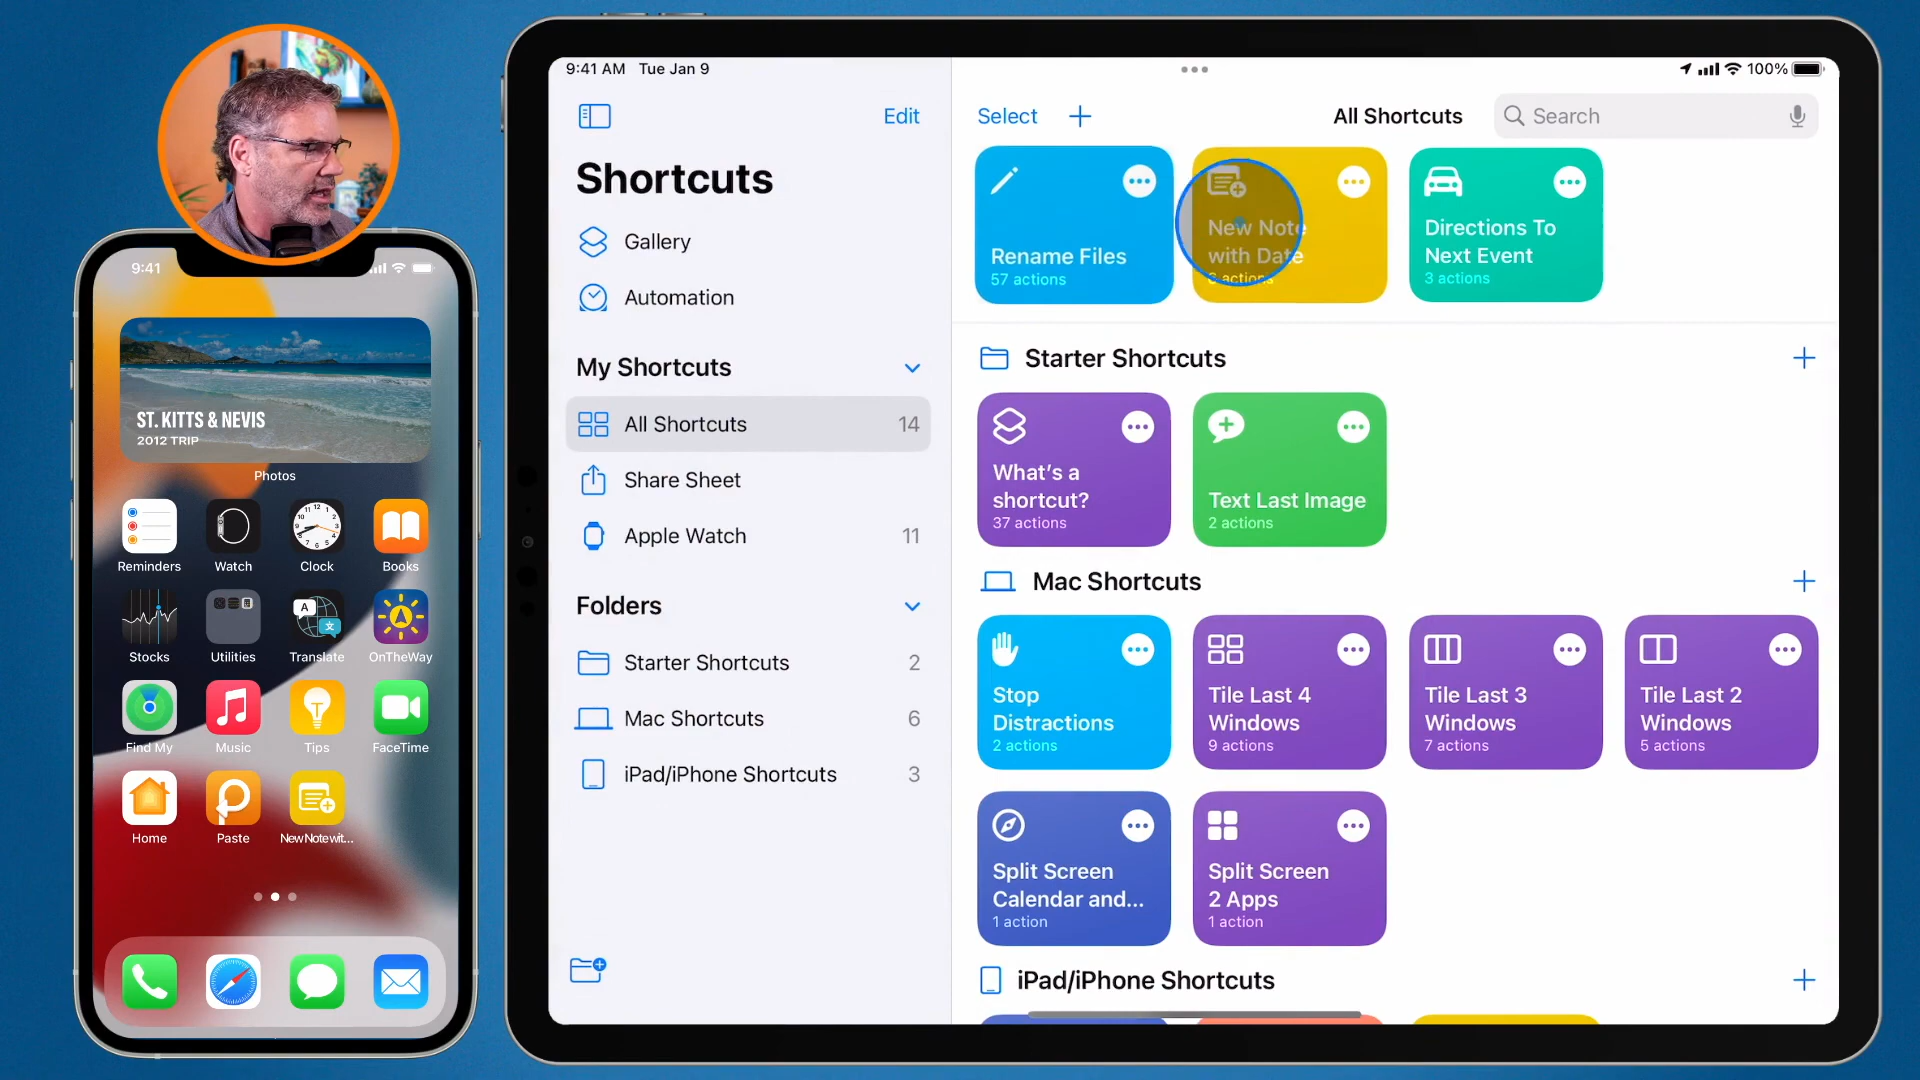 9:41
ST. KITTS & NEVIS
2012 TRIP
Photos
Reminders
Watch
Clock
Books
Stocks
Utilities
Translate
OnTheWay
Find My
Music
Tips
FaceTime
Home
Paste
New Note wit...
9:41 AM Tue Jan 9
100%
Edit
Shortcuts
Gallery
Automation
My Shortcuts
All Shortcuts 14
Share Sheet
Apple Watch 11
Folders
Starter Shortcuts 2
Mac Shortcuts 6
iPad/iPhone Shortcuts 3
Select
All Shortcuts
Search
Rename Files
57 actions
New Note
with Date
3 actions
Directions To
Next Event
3 actions
Starter Shortcuts
What's a
shortcut?
37 actions
Text Last Image
2 actions
Mac Shortcuts
Stop
Distractions
2 actions
Tile Last 4
Windows
9 actions
Tile Last 3
Windows
7 actions
Tile Last 2
Windows
5 actions
Split Screen
Calendar and...
1 action
Split Screen
2 Apps
1 action
iPad/iPhone Shortcuts